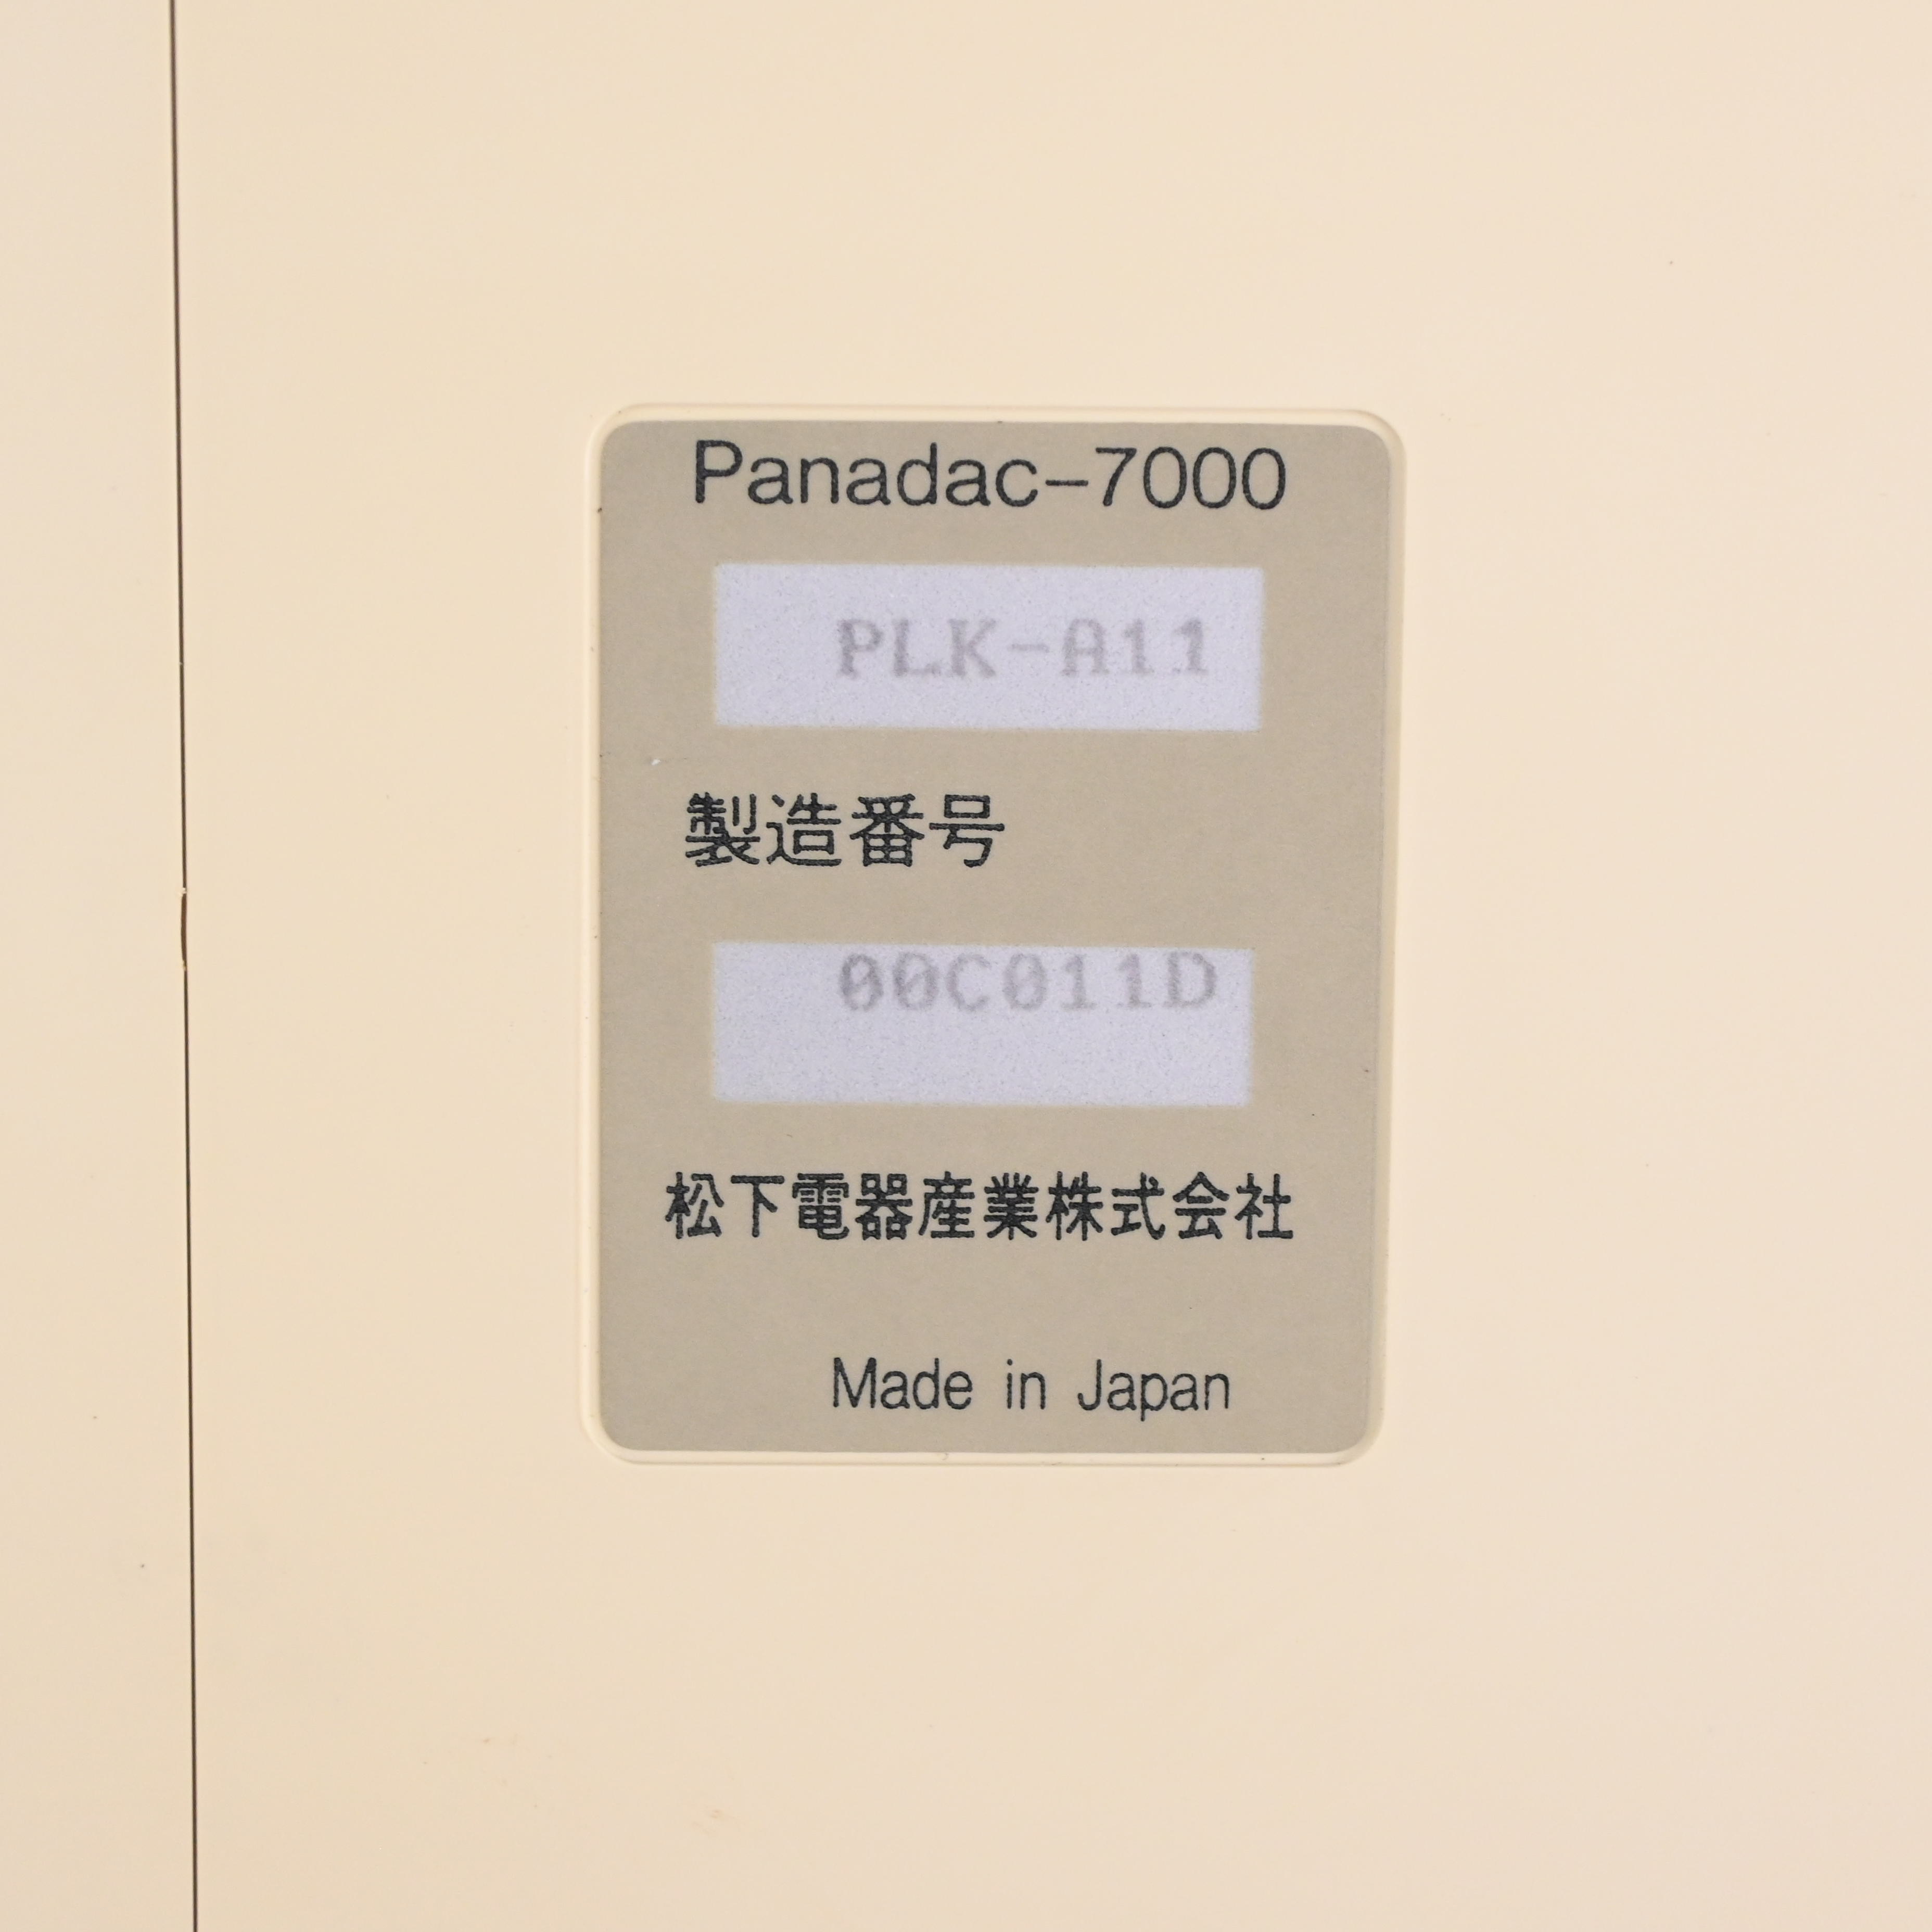 Panadac-7000
PLK-A11
製造番号
00C011D
松下電器産業株式会社
Made in Japan